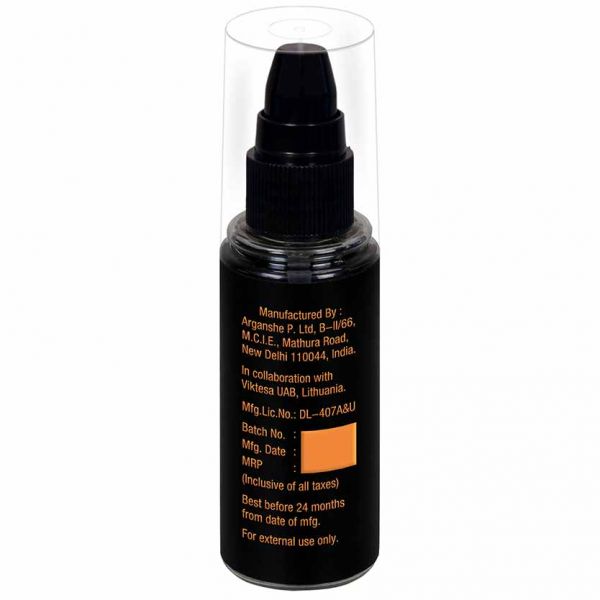 Manufactured By :
Arganshe P. Ltd, B-II/66,
M.C.I.E., Mathura Road,
New Delhi 110044, India.
In collaboration with
Viktesa UAB, Lithuania.
Mfg.Lic.No.: DL-407A&U
Batch No. :
Mfg. Date :
MRP :
(Inclusive of all taxes)
Best before 24 months
from date of mfg.
For external use only.